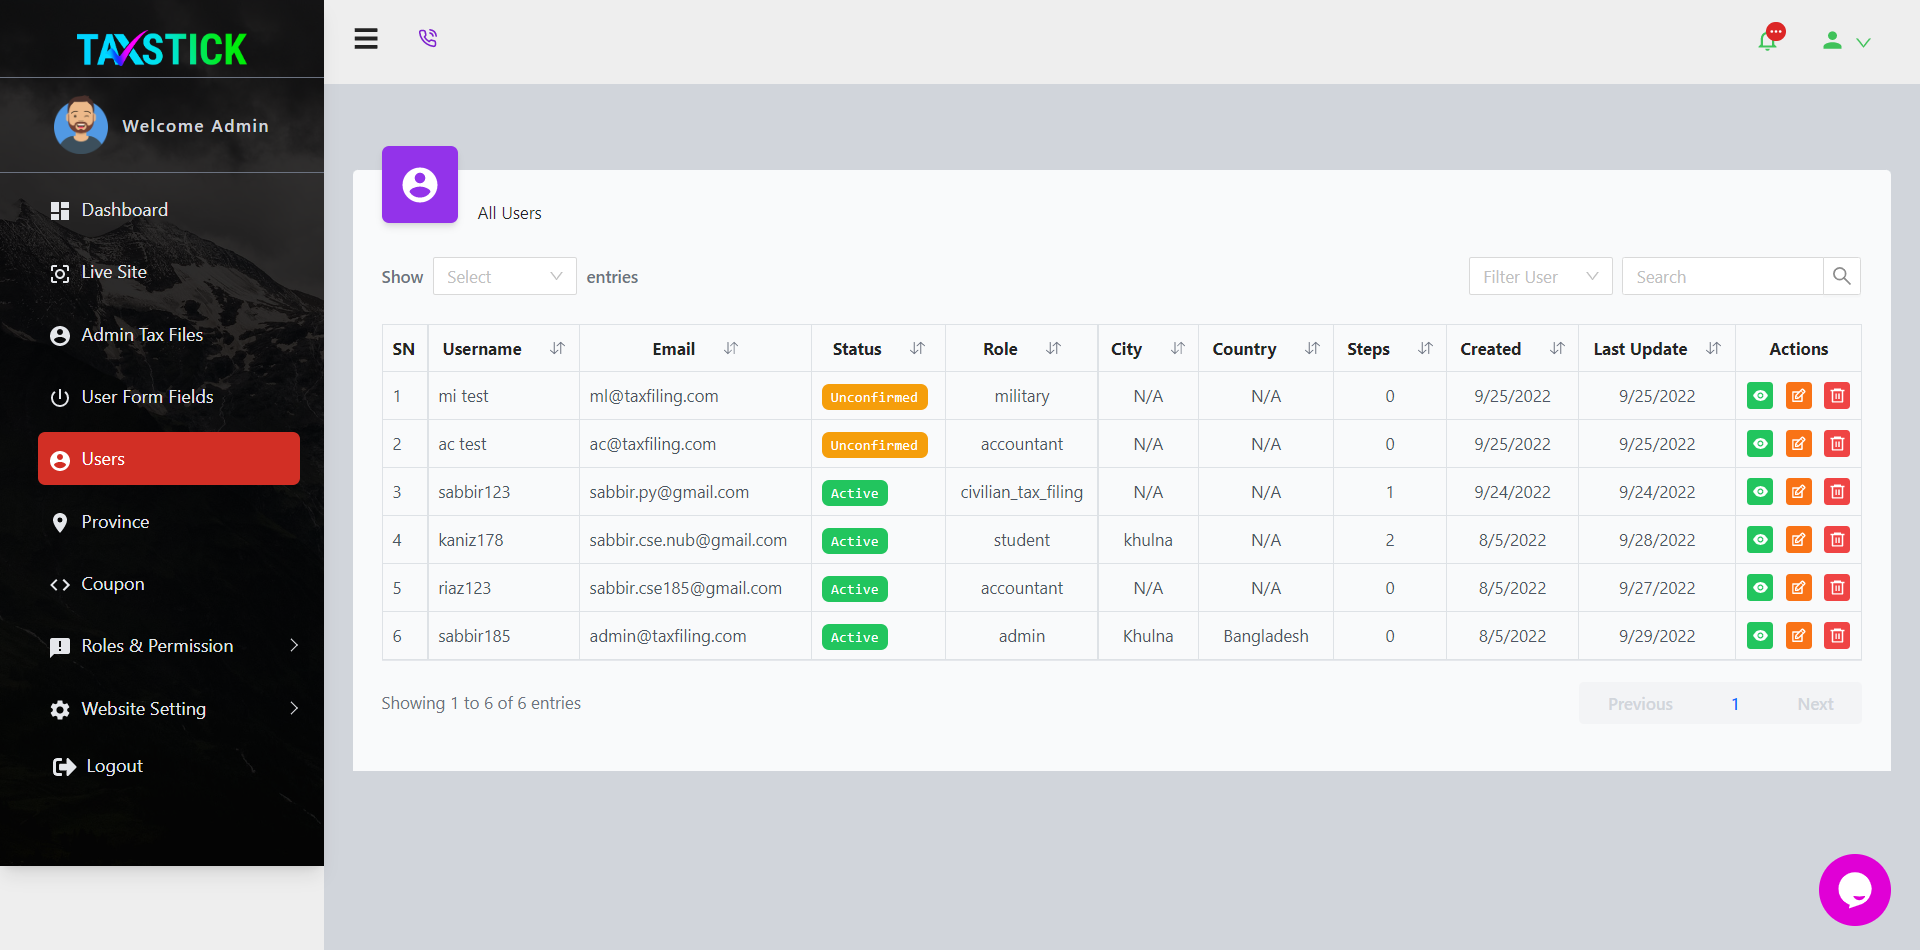 TAXSTICK
Welcome Admin
Dashboard
Live Site
Admin Tax Files
User Form Fields
Users
Province
Coupon
Roles & Permission
Website Setting
Logout
All Users
Show Select entries Filter User Search
SN Username Email Status Role City Country Steps Created Last Update Actions
1 mi test ml@taxfiling.com Unconfirmed military N/A N/A 0 9/25/2022 9/25/2022
2 ac test ac@taxfiling.com Unconfirmed accountant N/A N/A 0 9/25/2022 9/25/2022
3 sabbir123 sabbir.py@gmail.com Active civilian_tax_filing N/A N/A 1 9/24/2022 9/24/2022
4 kaniz178 sabbir.cse.nub@gmail.com Active student khulna N/A 2 8/5/2022 9/28/2022
5 riaz123 sabbir.cse185@gmail.com Active accountant N/A N/A 0 8/5/2022 9/27/2022
6 sabbir185 admin@taxfiling.com Active admin Khulna Bangladesh 0 8/5/2022 9/29/2022
Showing 1 to 6 of 6 entries Previous 1 Next